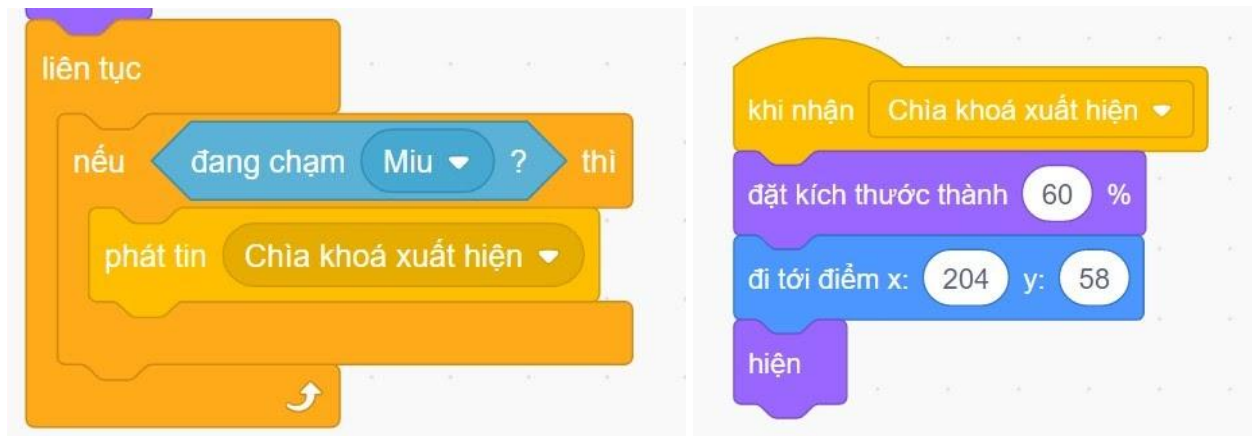 liên tục
nếu đang chạm Miu ? thì
phát tin Chìa khoá xuất hiện
khi nhận Chìa khoá xuất hiện
đặt kích thước thành 60 %
đi tới điểm x: 204 y: 58
hiện